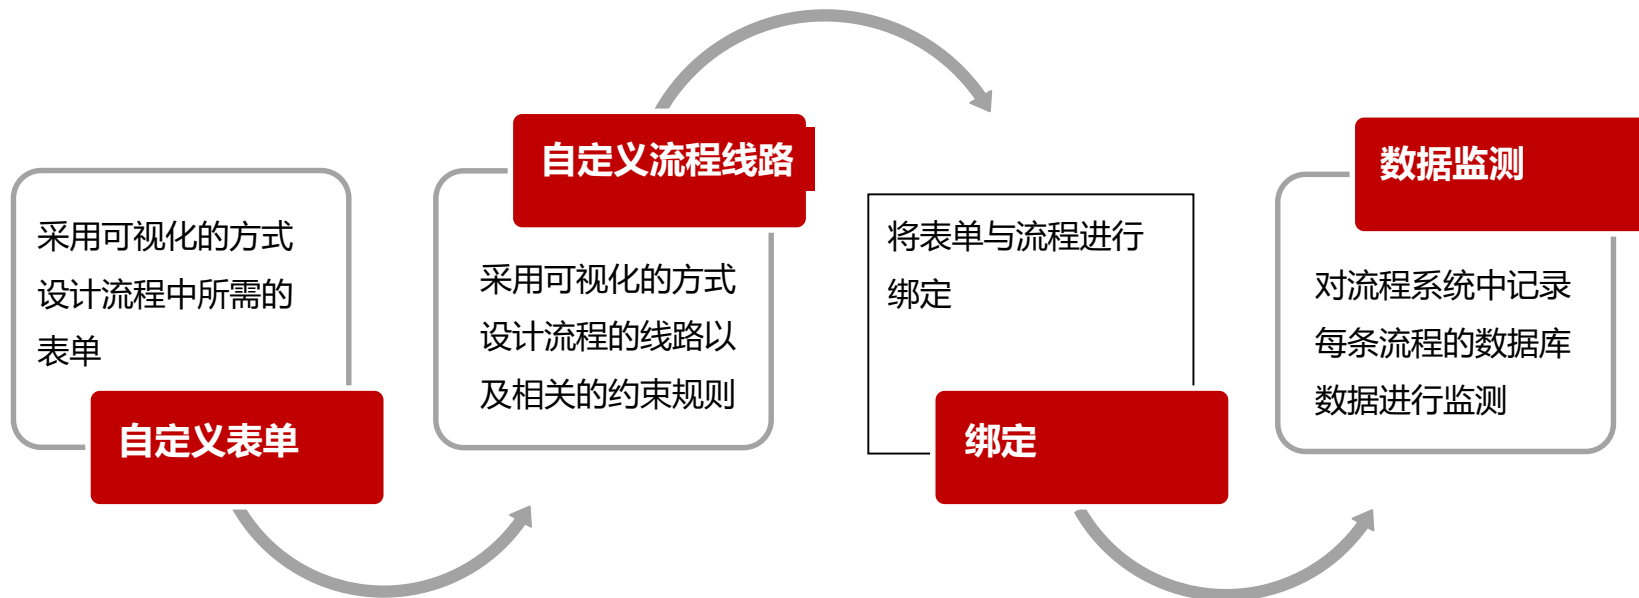 采用可视化的方式
设计流程中所需的
表单
自定义表单
自定义流程线路
采用可视化的方式
设计流程的线路以
及相关的约束规则
将表单与流程进行
绑定
绑定
数据监测
对流程系统中记录
每条流程的数据库
数据进行监测